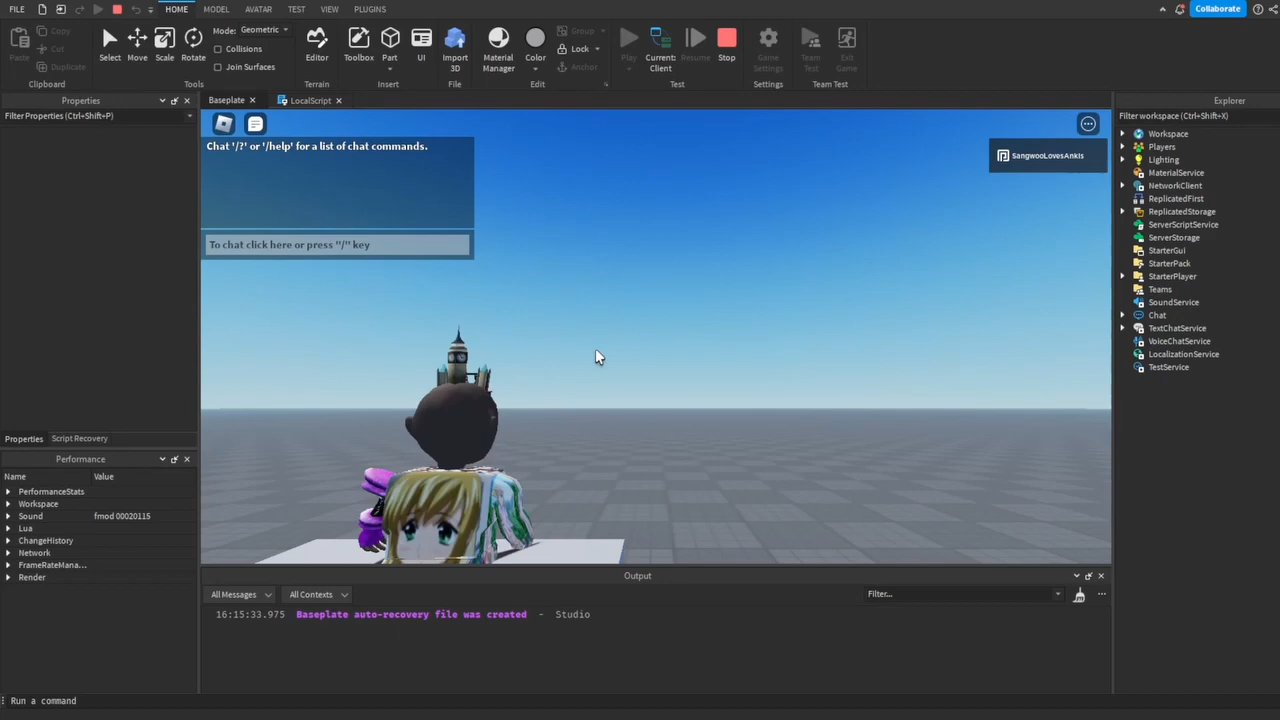 FILE
HOME MODEL AVATAR TEST VIEW PLUGINS
Collaborate
Paste
Copy
Cut
Duplicate
Clipboard
Select Move Scale Rotate
Mode: Geometric
Collisions
Join Surfaces
Tools
Editor
Terrain
Toolbox Part UI
Insert
Import 3D
File
Material Manager
Color
Group
Lock
Anchor
Edit
Play
Current: Client
Resume
Stop
Test
Game Settings
Settings
Team Test
Exit Game
Team Test
Properties
Filter Properties (Ctrl+Shift+P)
Properties Script Recovery
Performance
Name Value
PerformanceStats
Workspace
Sound fmod 00020115
Lua
ChangeHistory
Network
FrameRateMana...
Render
Baseplate
LocalScript
Chat '/?' or '/help' for a list of chat commands.
To chat click here or press "/" key
SangwooLovesAnkis
Output
All Messages All Contexts Filter...
16:15:33.975 Baseplate auto-recovery file was created - Studio
Explorer
Filter workspace (Ctrl+Shift+X)
Workspace
Players
Lighting
MaterialService
NetworkClient
ReplicatedFirst
ReplicatedStorage
ServerScriptService
ServerStorage
StarterGui
StarterPack
StarterPlayer
Teams
SoundService
Chat
TextChatService
VoiceChatService
LocalizationService
TestService
Run a command